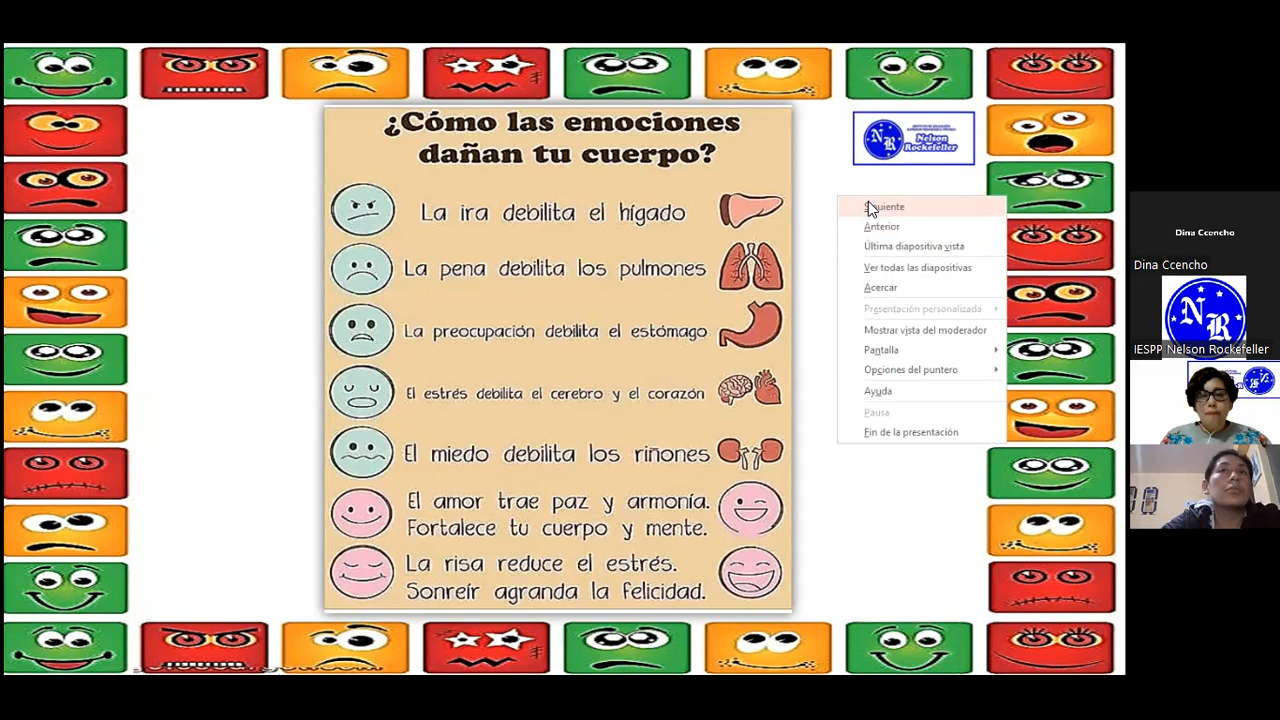 ¿Cómo las emociones
dañan tu cuerpo?
La ira debilita el hígado
La pena debilita los pulmones
La preocupación debilita el estómago
El estrés debilita el cerebro y el corazón
El miedo debilita los riñones
El amor trae paz y armonía.
Fortalece tu cuerpo y mente.
La risa reduce el estrés.
Sonreír agranda la felicidad.
NR
Nelson
Rockefeller
Siguiente
Anterior
Última diapositiva vista
Ver todas las diapositivas
Acercar
Presentación personalizada
Mostrar vista del moderador
Pantalla
Opciones del puntero
Ayuda
Pausa
Fin de la presentación
Dina Ccencho
Dina Ccencho
NR
IESPP Nelson Rockefeller